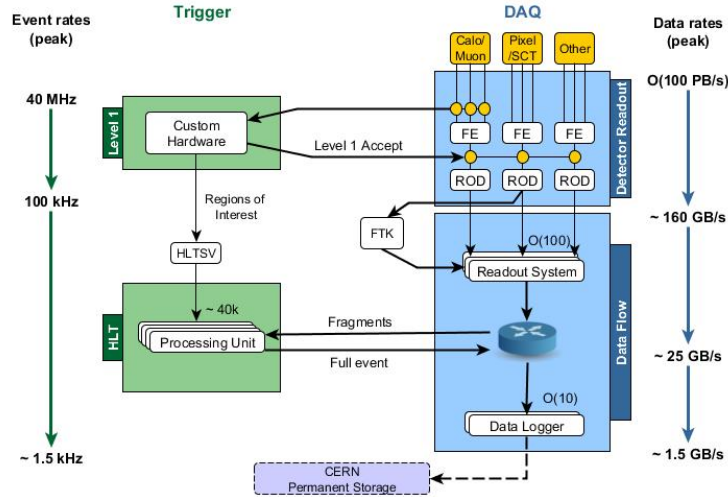 Event rates
(peak)
Trigger
DAQ
Data rates
(peak)
Calo/
Muon
Pixel
/SCT
Other
40 MHz
O(100 PB/s)
Level 1
Custom
Hardware
Level 1 Accept
FE
FE
FE
ROD
ROD
ROD
Detector Readout
100 kHz
~ 160 GB/s
Regions of
Interest
FTK
HLTSV
O(100)
Readout System
~ 40k
HLT
Processing Unit
Fragments
Full event
Data Flow
~ 25 GB/s
O(10)
Data Logger
~ 1.5 kHz
~ 1.5 GB/s
CERN
Permanent Storage